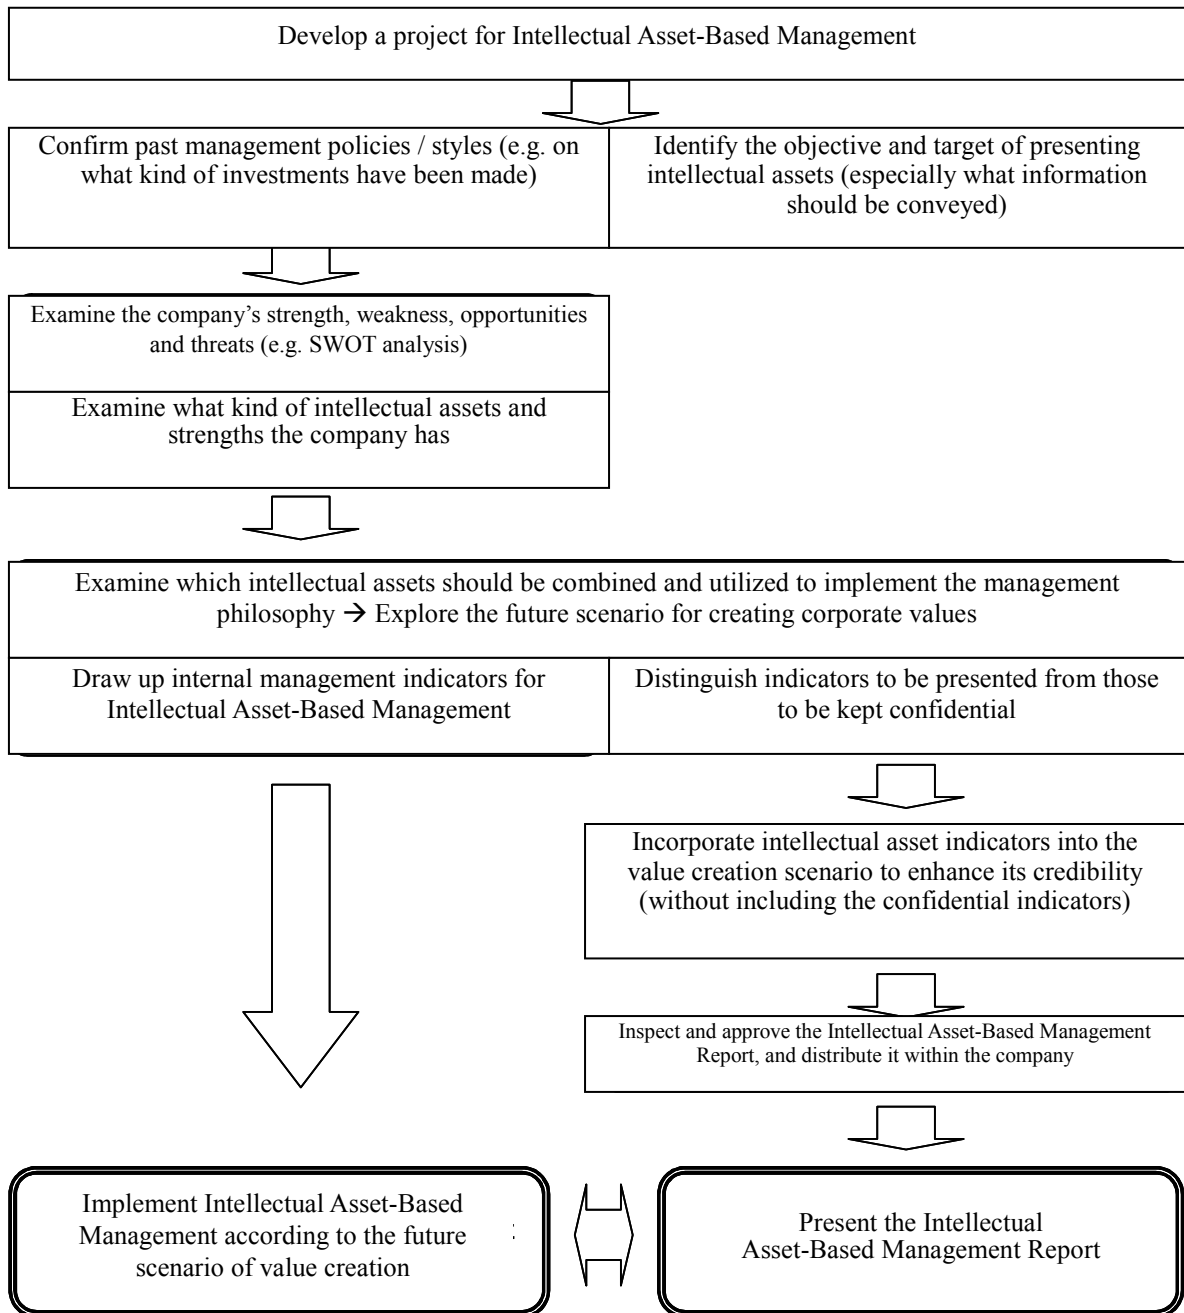 Develop a project for Intellectual Asset-Based Management
Confirm past management policies / styles (e.g. on
what kind of investments have been made)
Identify the objective and target of presenting
intellectual assets (especially what information
should be conveyed)
Examine the company's strength, weakness, opportunities
and threats (e.g. SWOT analysis)
Examine what kind of intellectual assets and
strengths the company has
Examine which intellectual assets should be combined and utilized to implement the management
philosophy → Explore the future scenario for creating corporate values
Draw up internal management indicators for
Intellectual Asset-Based Management
Distinguish indicators to be presented from those
to be kept confidential
Incorporate intellectual asset indicators into the
value creation scenario to enhance its credibility
(without including the confidential indicators)
Inspect and approve the Intellectual Asset-Based Management
Report, and distribute it within the company
Implement Intellectual Asset-Based
Management according to the future
scenario of value creation
Present the Intellectual
Asset-Based Management Report